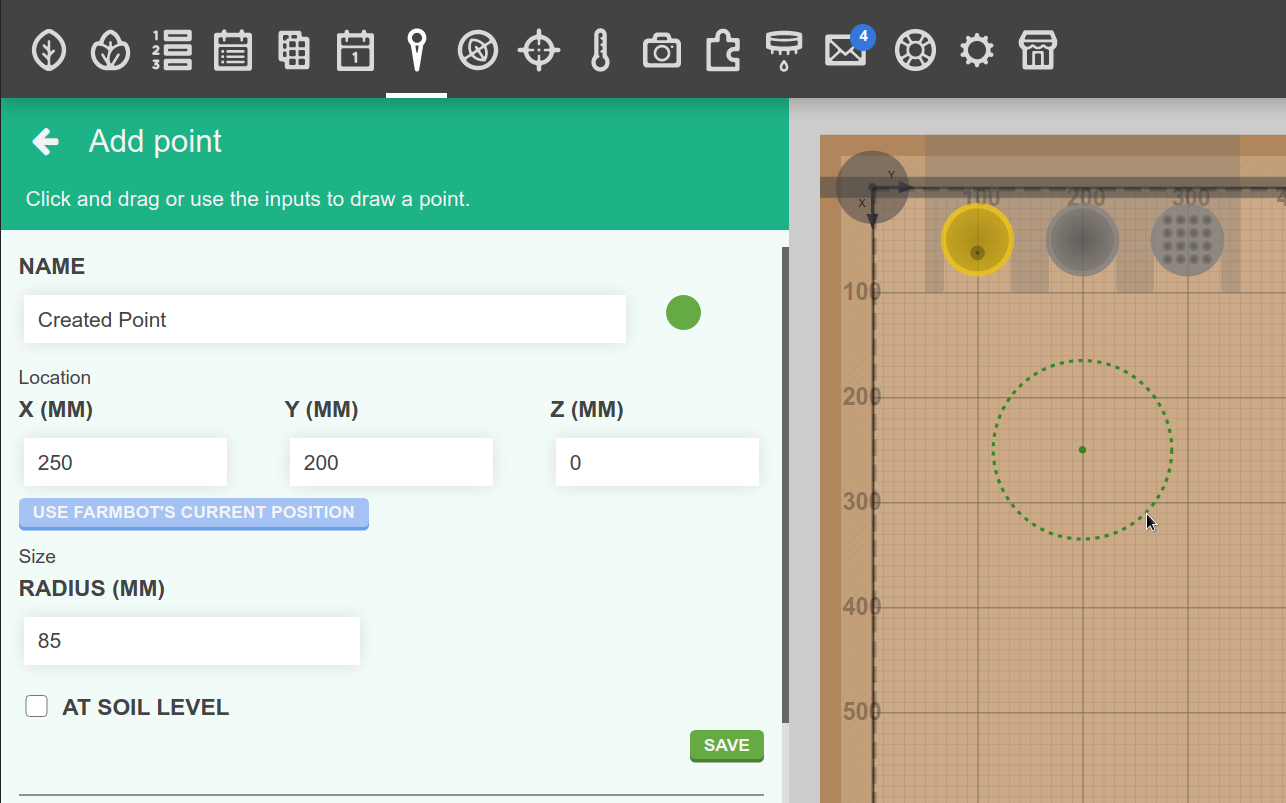 1
2
3
1
4
Add point
Click and drag or use the inputs to draw a point.
NAME
Created Point
Location
X (MM) Y (MM) Z (MM)
250 200 0
USE FARMBOT'S CURRENT POSITION
Size
RADIUS (MM)
85
AT SOIL LEVEL
SAVE
Y
X
100 200 300 4
100
200
300
400
500